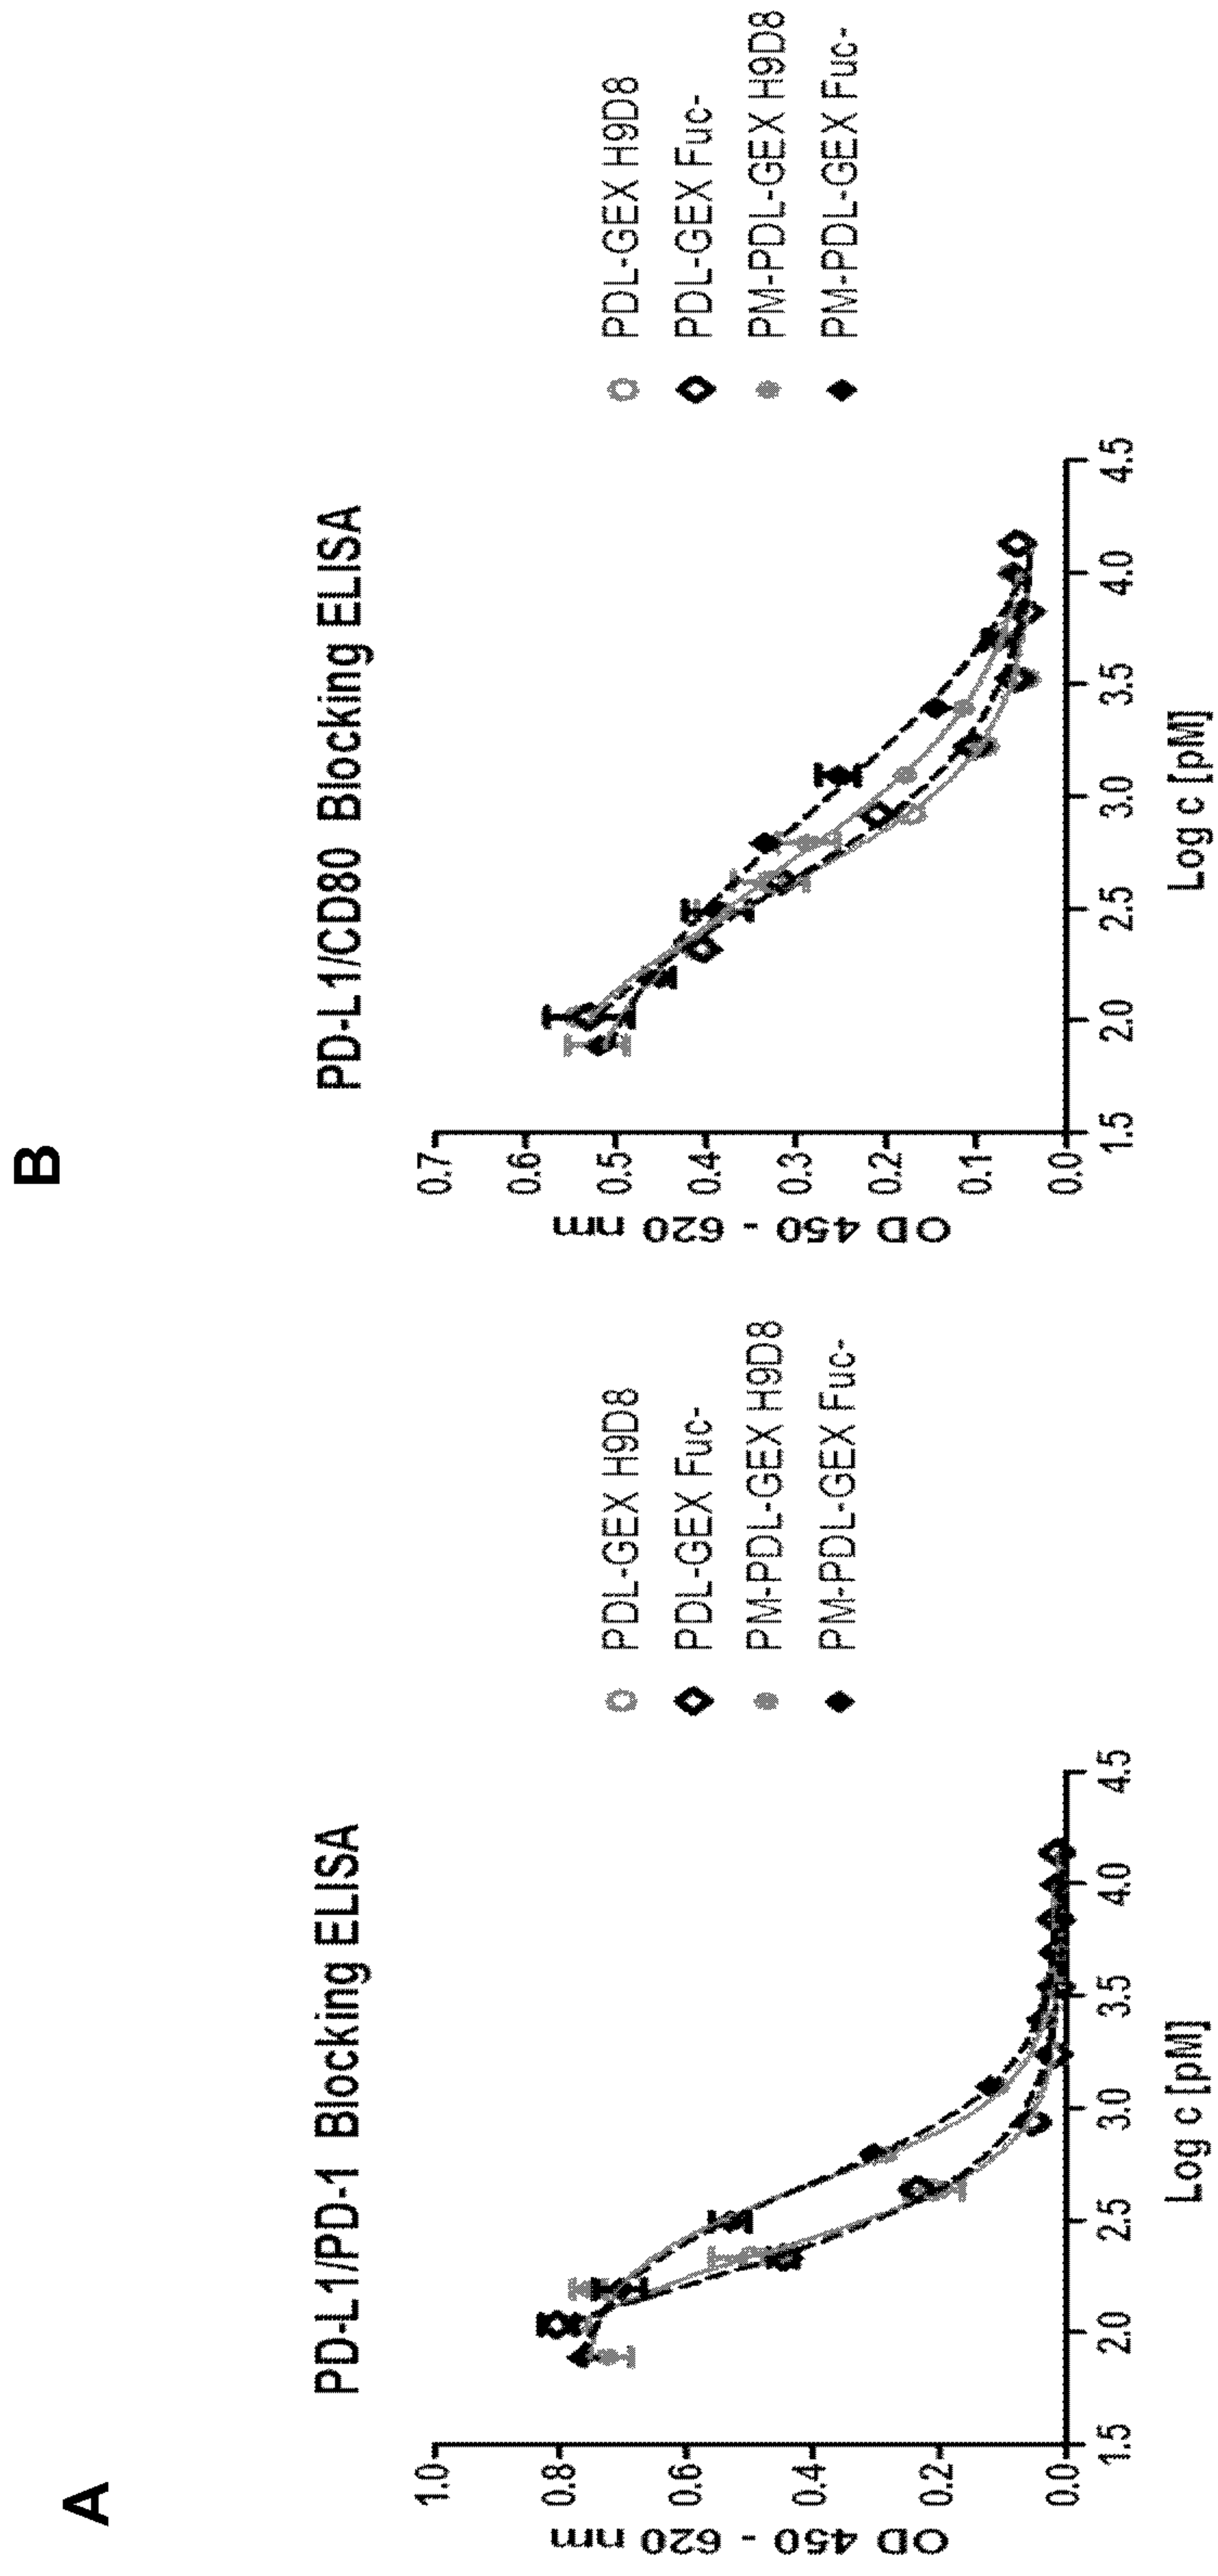 A
PD-L1/PD-1 Blocking ELISA
OD 450 - 620 nm
1.0
0.8
0.6
0.4
0.2
0.0
1.5 2.0 2.5 3.0 3.5 4.0 4.5
Log c [pM]
PDL-GEX H9D8
PDL-GEX Fuc-
PM-PDL-GEX H9D8
PM-PDL-GEX Fuc-
B
PD-L1/CD80 Blocking ELISA
OD 450 - 620 nm
0.7
0.6
0.5
0.4
0.3
0.2
0.1
0.0
1.5 2.0 2.5 3.0 3.5 4.0 4.5
Log c [pM]
PDL-GEX H9D8
PDL-GEX Fuc-
PM-PDL-GEX H9D8
PM-PDL-GEX Fuc-